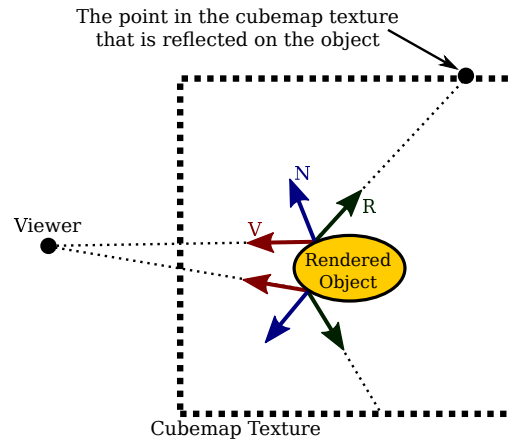 The point in the cubemap texture
that is reflected on the object
N
R
V
Viewer
Rendered
Object
Cubemap Texture